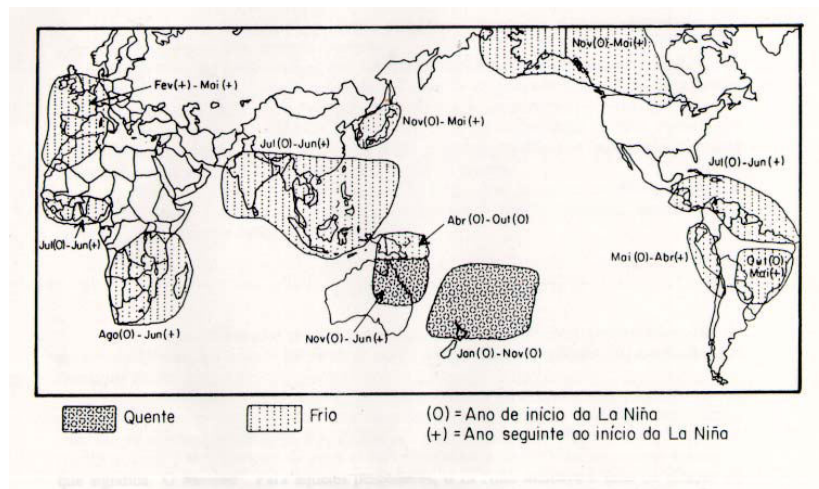 Nov(0)-Mai(+)
Fev(+)-Mai(+)
Nov(0)-Mai(+)
Jul(0)-Jun(+)
Jul(0)-Jun(+)
Abr(0)-Out(0)
Jul(0)-Jun(+)
Mai(0)-Abr(+)
Out(0)
Mai(+)
Ago(0)-Jun(+)
Nov(0)-Jun(+)
Jan(0)-Nov(0)
Quente
Frio
(0) = Ano de início da La Niña
(+) = Ano seguinte ao início da La Niña